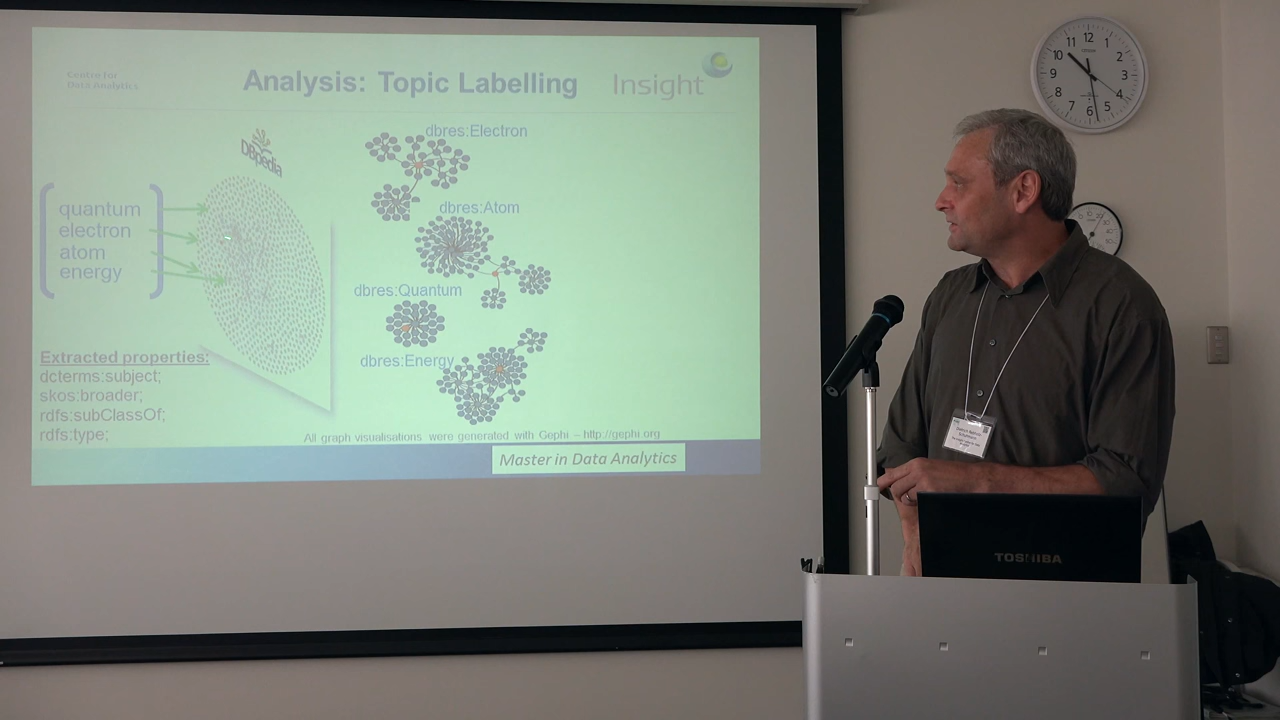 Centre for
Data Analytics
Analysis: Topic Labelling
Insight
DBpedia
quantum
electron
atom
energy
dbres:Electron
dbres:Atom
dbres:Quantum
dbres:Energy
Extracted properties:
dcterms:subject;
skos:broader;
rdfs:subClassOf;
rdfs:type;
All graph visualisations were generated with Gephi – http://gephi.org
Master in Data Analytics
11 12 1
10 2
9 3
8 4
7 6 5
CITIZEN
TOSHIBA